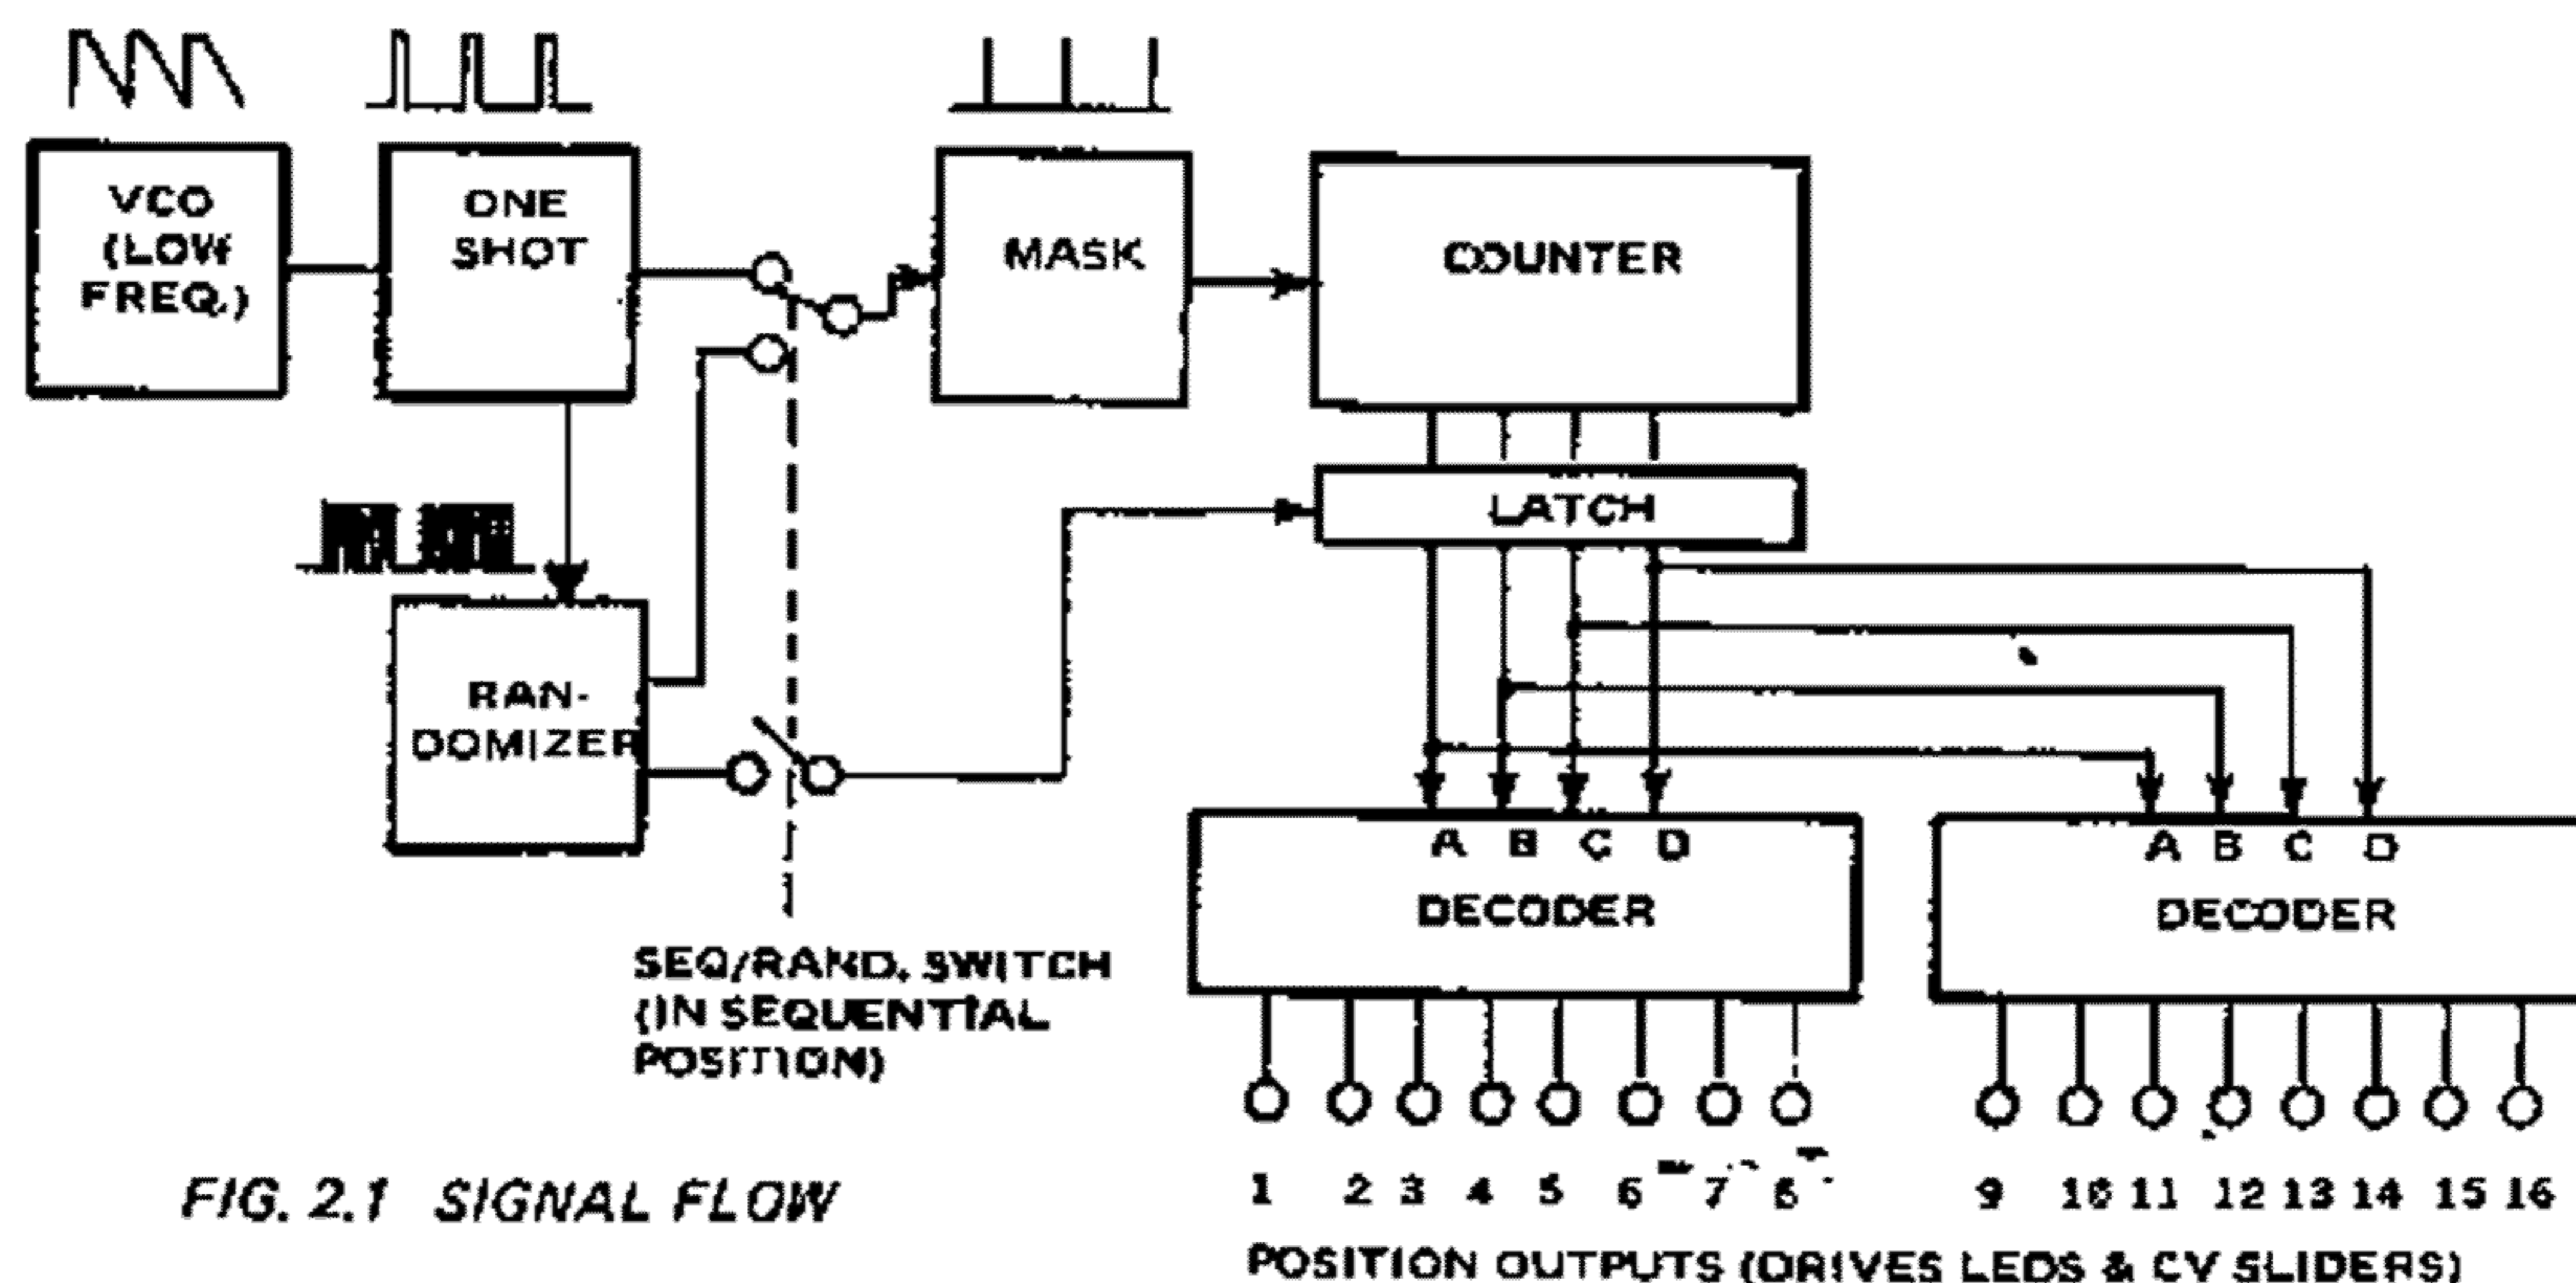 VCO
(LOW
FREQ.)
ONE
SHOT
MASK
COUNTER
LATCH
RAN-
DOMIZER
A B C D
DECODER
A B C D
DECODER
SEQ/RAND. SWITCH
(IN SEQUENTIAL
POSITION)
1 2 3 4 5 6 7 8
9 10 11 12 13 14 15 16
FIG. 2.1 SIGNAL FLOW
POSITION OUTPUTS (DRIVES LEDS & CV SLIDERS)